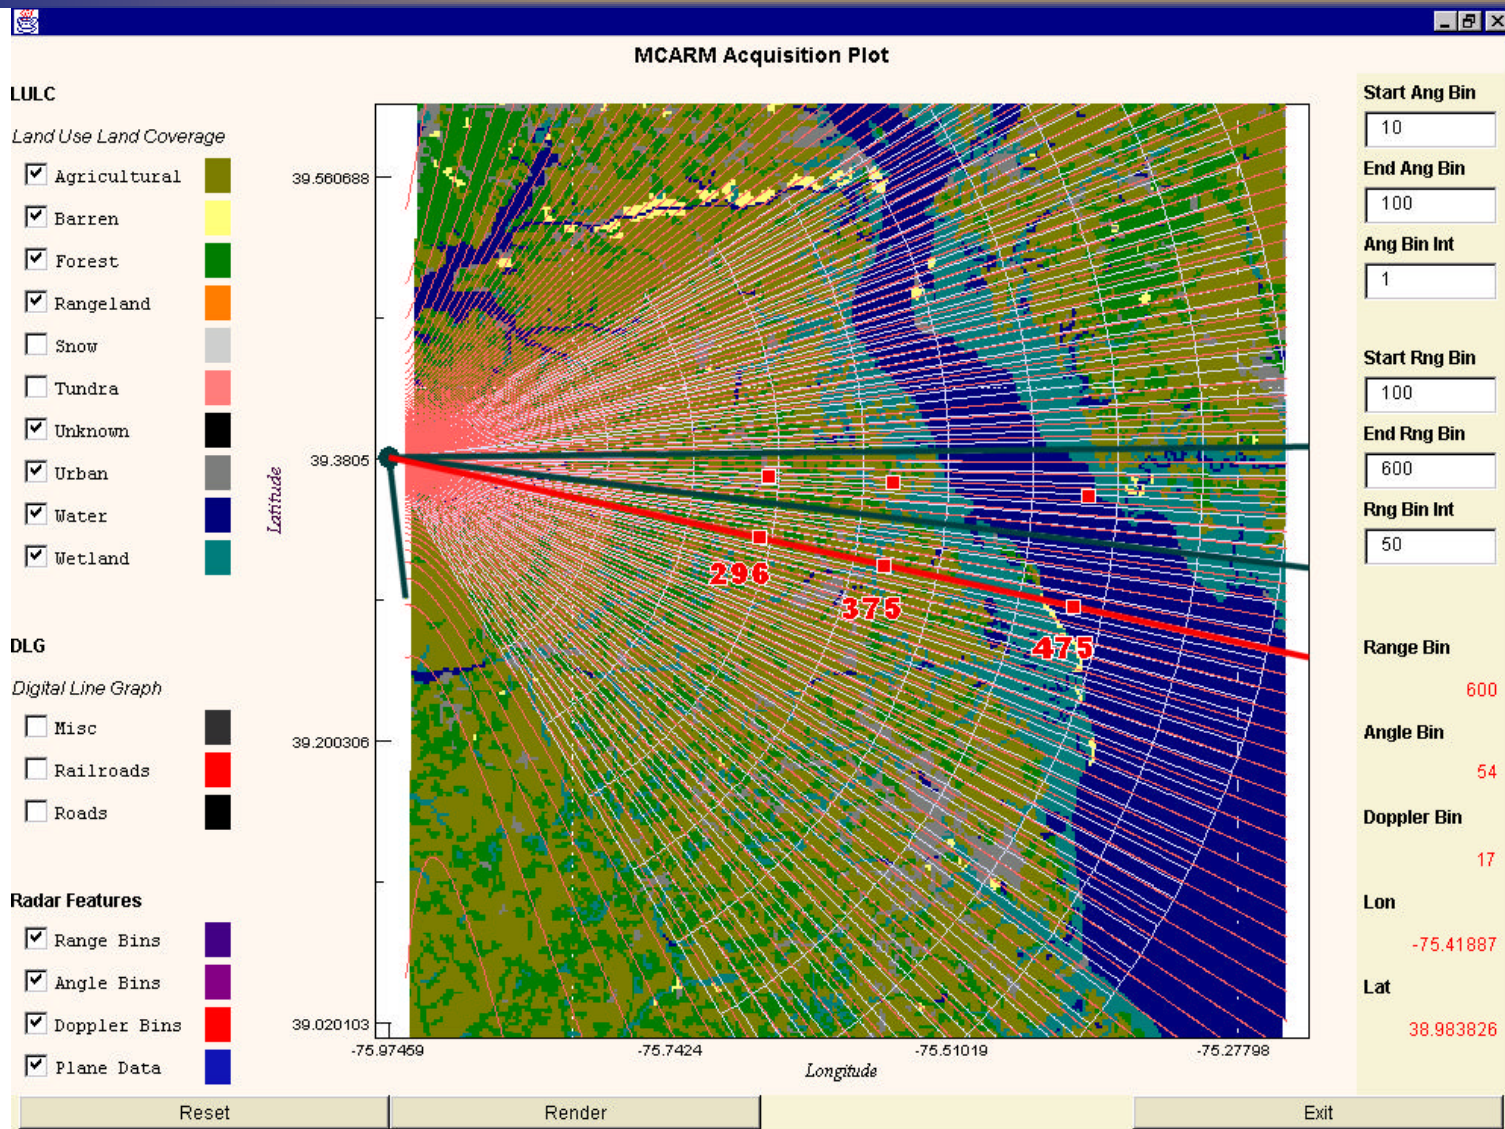 MCARM Acquisition Plot
LULC
Land Use Land Coverage
Agricultural
Barren
Forest
Rangeland
Snow
Tundra
Unknown
Urban
Water
Wetland
DLG
Digital Line Graph
Misc
Railroads
Roads
Radar Features
Range Bins
Angle Bins
Doppler Bins
Plane Data
Latitude
39.560688
39.3805
39.200306
39.020103
296
375
475
-75.97459
-75.7424
-75.51019
-75.27798
Longitude
Start Ang Bin
10
End Ang Bin
100
Ang Bin Int
1
Start Rng Bin
100
End Rng Bin
600
Rng Bin Int
50
Range Bin
600
Angle Bin
54
Doppler Bin
17
Lon
-75.41887
Lat
38.983826
Reset
Render
Exit